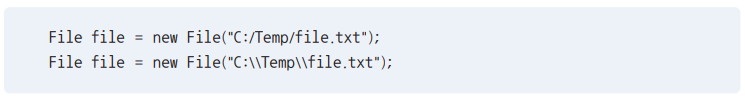 File file = new File("C:/Temp/file.txt");
File file = new File("C:\\Temp\\file.txt");